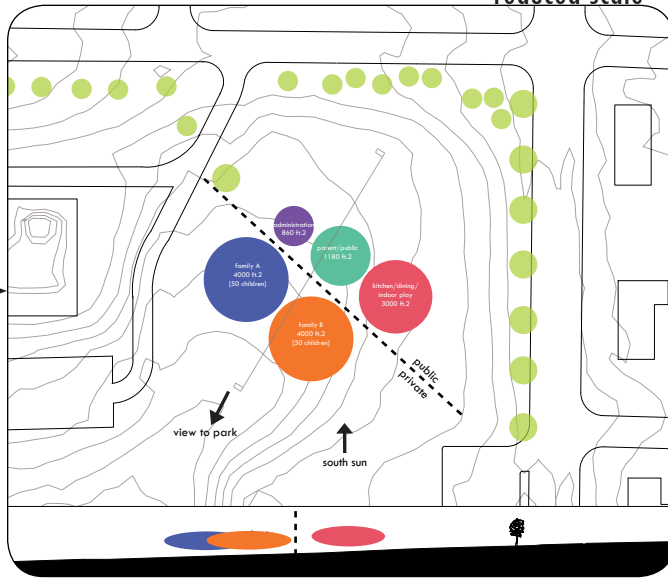 administration
860 ft.2
parent/public
1180 ft.2
family A
4000 ft.2
[50 children]
kitchen/dining/
indoor play
3000 ft.2
family B
4000 ft.2
[50 children]
public
private
view to park
south sun